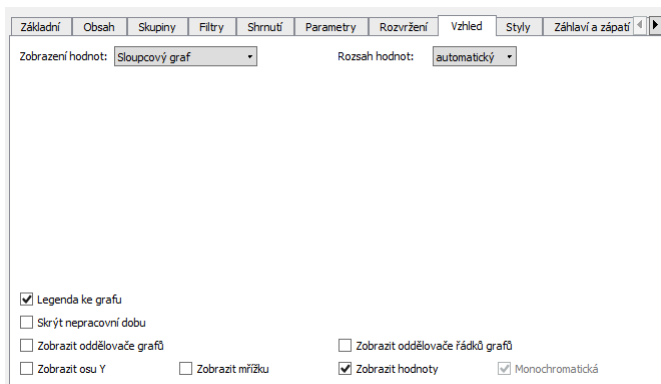 Základní Obsah Skupiny Filtry Shrnutí Parametry Rozvržení Vzhled Styly Záhlaví a zápatí
Zobrazení hodnot: Sloupcový graf Rozsah hodnot: automatický
Legenda ke grafu
Skrýt nepracovní dobu
Zobrazit oddělovače grafů Zobrazit oddělovače řádků grafů
Zobrazit osu Y Zobrazit mřížku Zobrazit hodnoty Monochromatická